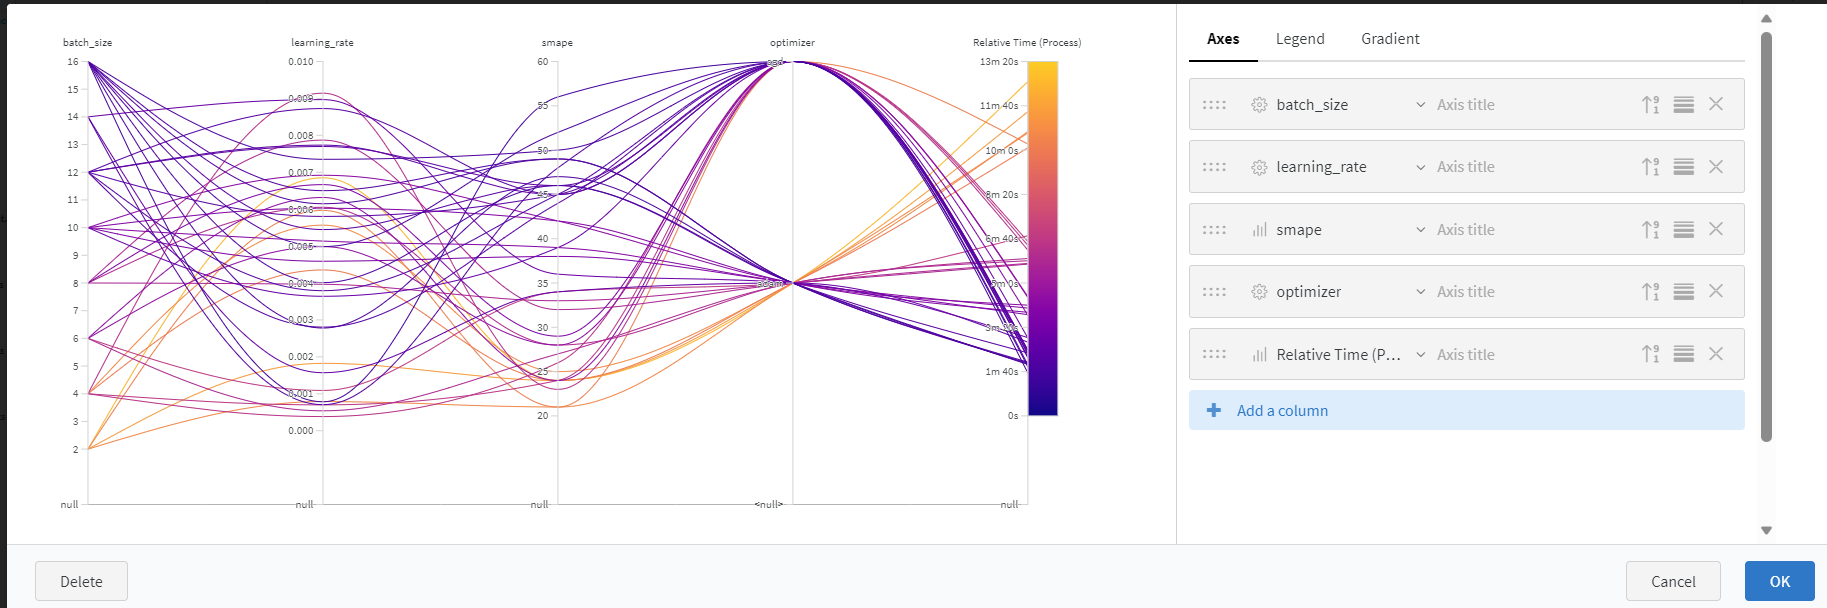 batch_size
learning_rate
smape
optimizer
Relative Time (Process)
16
15
14
13
12
11
10
9
8
7
6
5
4
3
2
null
0.010
0.009
0.008
0.007
0.006
0.005
0.004
0.003
0.002
0.001
0.000
null
60
55
50
45
40
35
30
25
20
null
sgd
adam
<null>
13m 20s
11m 40s
10m 0s
8m 20s
6m 40s
5m 0s
3m 20s
1m 40s
0s
null
Axes
Legend
Gradient
batch_size
Axis title
learning_rate
Axis title
smape
Axis title
optimizer
Axis title
Relative Time (P...
Axis title
Add a column
Delete
Cancel
OK